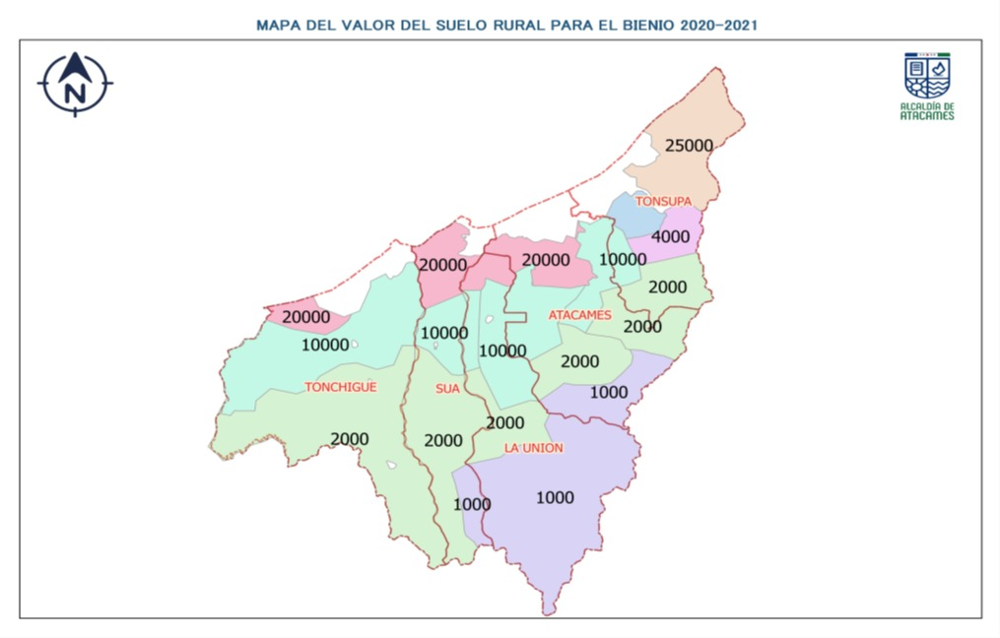 MAPA DEL VALOR DEL SUELO RURAL PARA EL BIENIO 2020-2021
N
ALCALDÍA DE
ATACAMES
25000
TONSUPA
4000
20000
20000
10000
2000
20000
ATACAMES
2000
10000
10000
10000
2000
TONCHIGUE
SUA
1000
2000
2000
2000
LA UNION
1000
1000